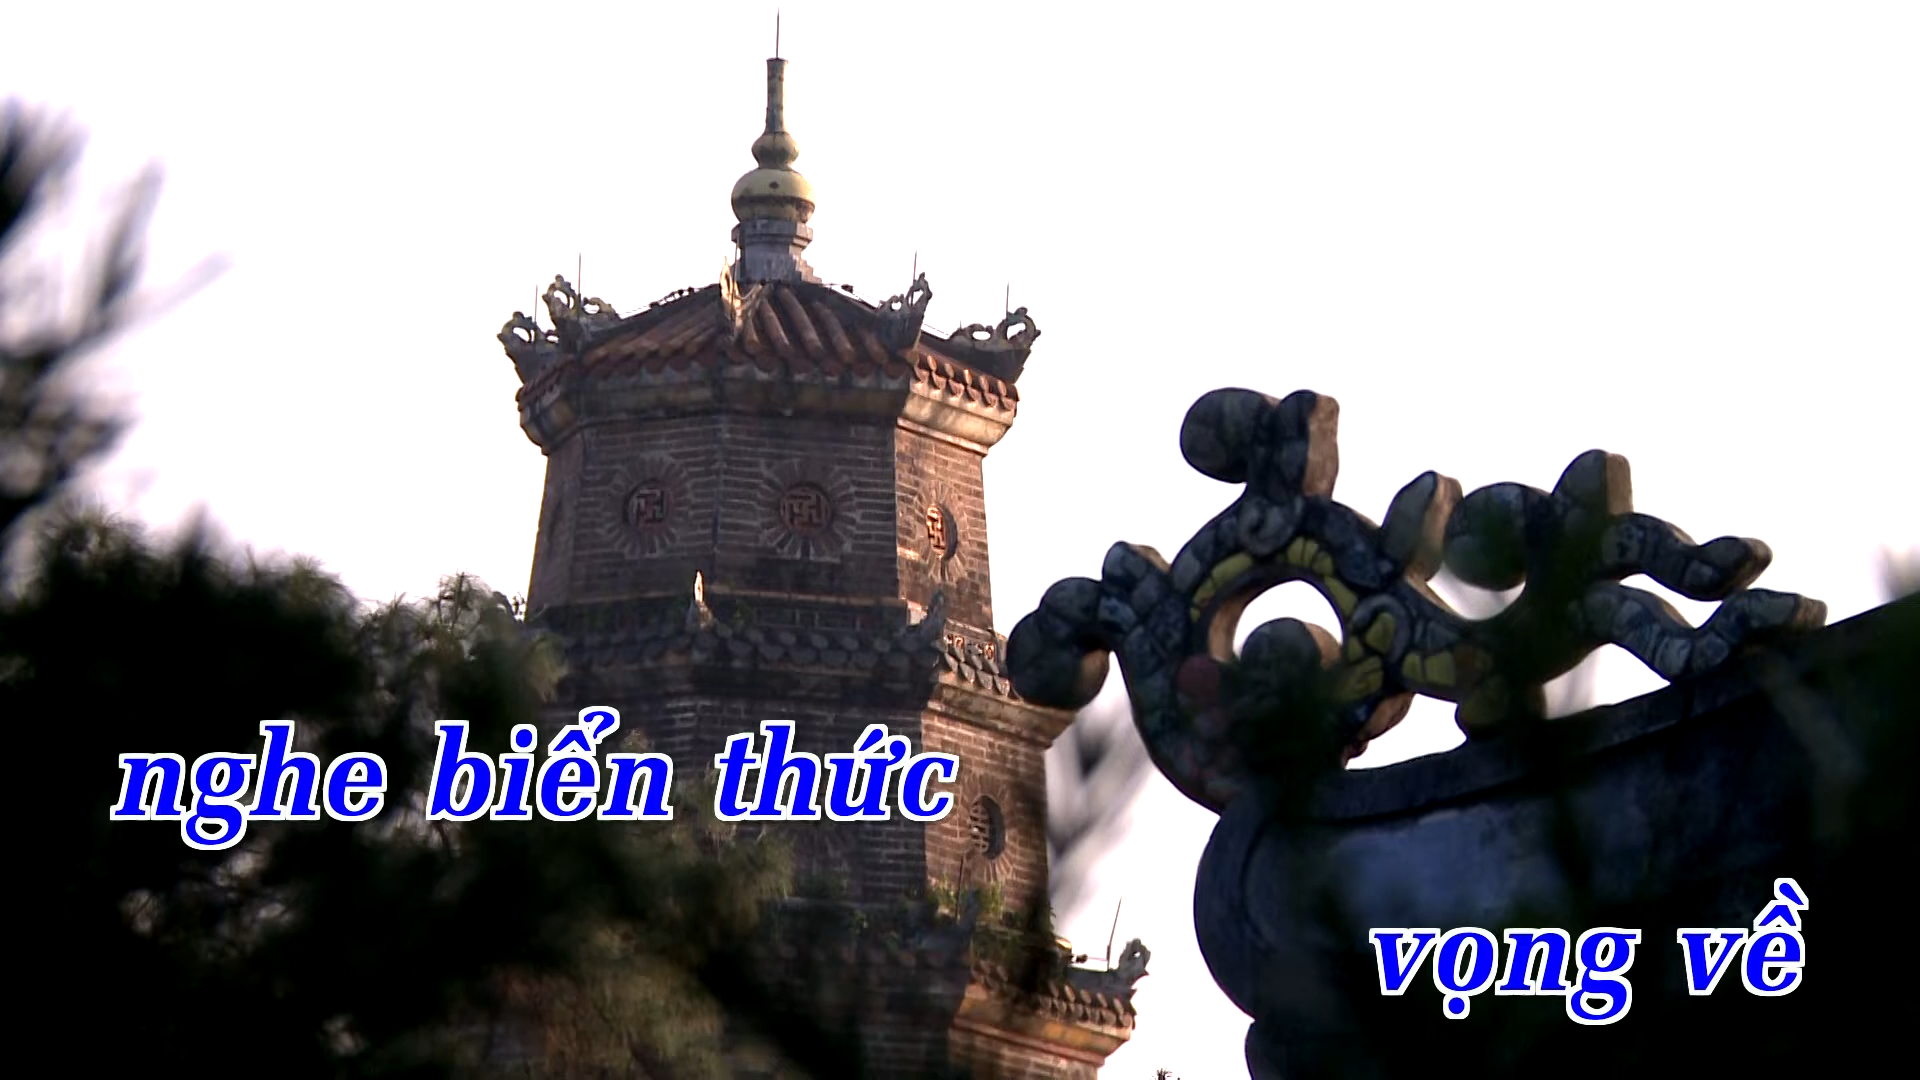 nghe biển thức
vọng về